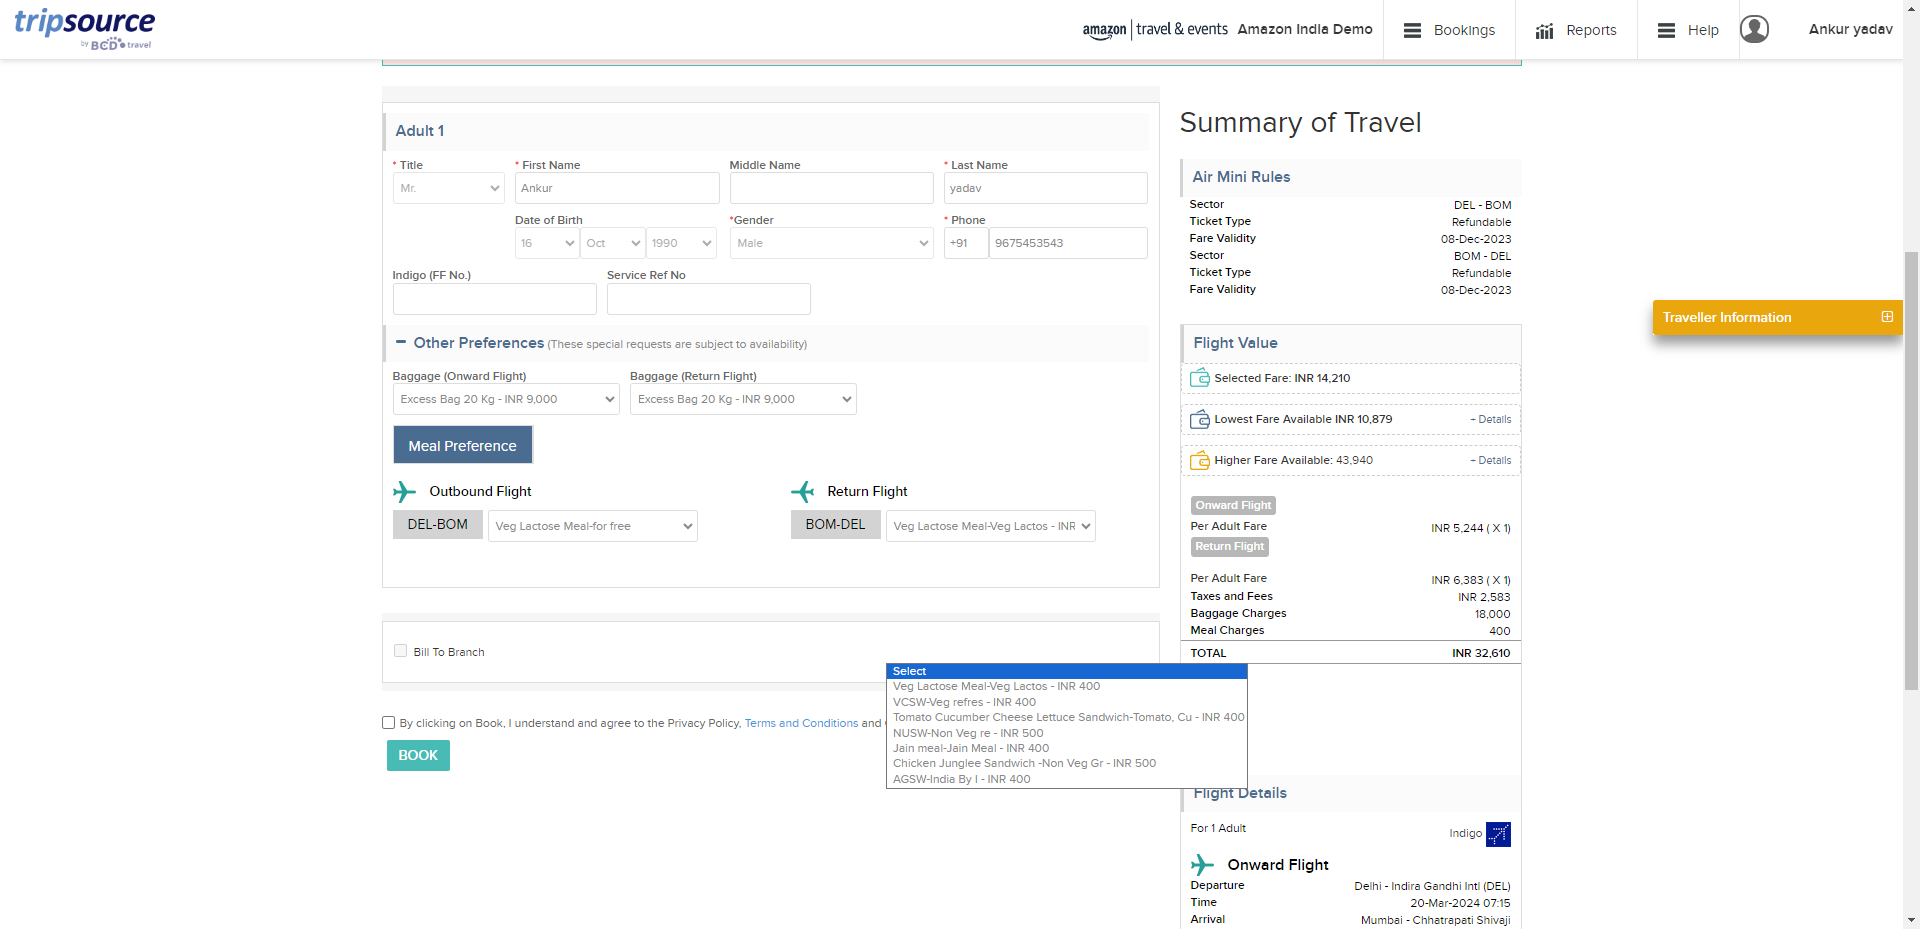 tripsource
by BCD travel
amazon | travel & events Amazon India Demo
Bookings
Reports
Help
Ankur yadav
Adult 1
* Title
* First Name
Middle Name
* Last Name
Mr.
Ankur
yadav
Date of Birth
*Gender
* Phone
16
Oct
1990
Male
+91
9675453543
Indigo (FF No.)
Service Ref No
Other Preferences (These special requests are subject to availability)
Baggage (Onward Flight)
Baggage (Return Flight)
Excess Bag 20 Kg - INR 9,000
Excess Bag 20 Kg - INR 9,000
Meal Preference
Outbound Flight
Return Flight
DEL-BOM
Veg Lactose Meal-for free
BOM-DEL
Veg Lactose Meal-Veg Lactos - INR
Bill To Branch
Select
Veg Lactose Meal-Veg Lactos - INR 400
VCSW-Veg refres - INR 400
Tomato Cucumber Cheese Lettuce Sandwich-Tomato, Cu - INR 400
NUSW-Non Veg re - INR 500
Jain meal-Jain Meal - INR 400
Chicken Junglee Sandwich -Non Veg Gr - INR 500
AGSW-India By I - INR 400
By clicking on Book, I understand and agree to the Privacy Policy, Terms and Conditions and
BOOK
Summary of Travel
Air Mini Rules
Sector DEL - BOM
Ticket Type Refundable
Fare Validity 08-Dec-2023
Sector BOM - DEL
Ticket Type Refundable
Fare Validity 08-Dec-2023
Traveller Information
Flight Value
Selected Fare: INR 14,210
Lowest Fare Available INR 10,879 + Details
Higher Fare Available: 43,940 + Details
Onward Flight
Per Adult Fare INR 5,244 ( X 1)
Return Flight
Per Adult Fare INR 6,383 ( X 1)
Taxes and Fees INR 2,583
Baggage Charges 18,000
Meal Charges 400
TOTAL INR 32,610
Flight Details
For 1 Adult
Indigo
Onward Flight
Departure Delhi - Indira Gandhi Intl (DEL)
Time 20-Mar-2024 07:15
Arrival Mumbai - Chhatrapati Shivaji